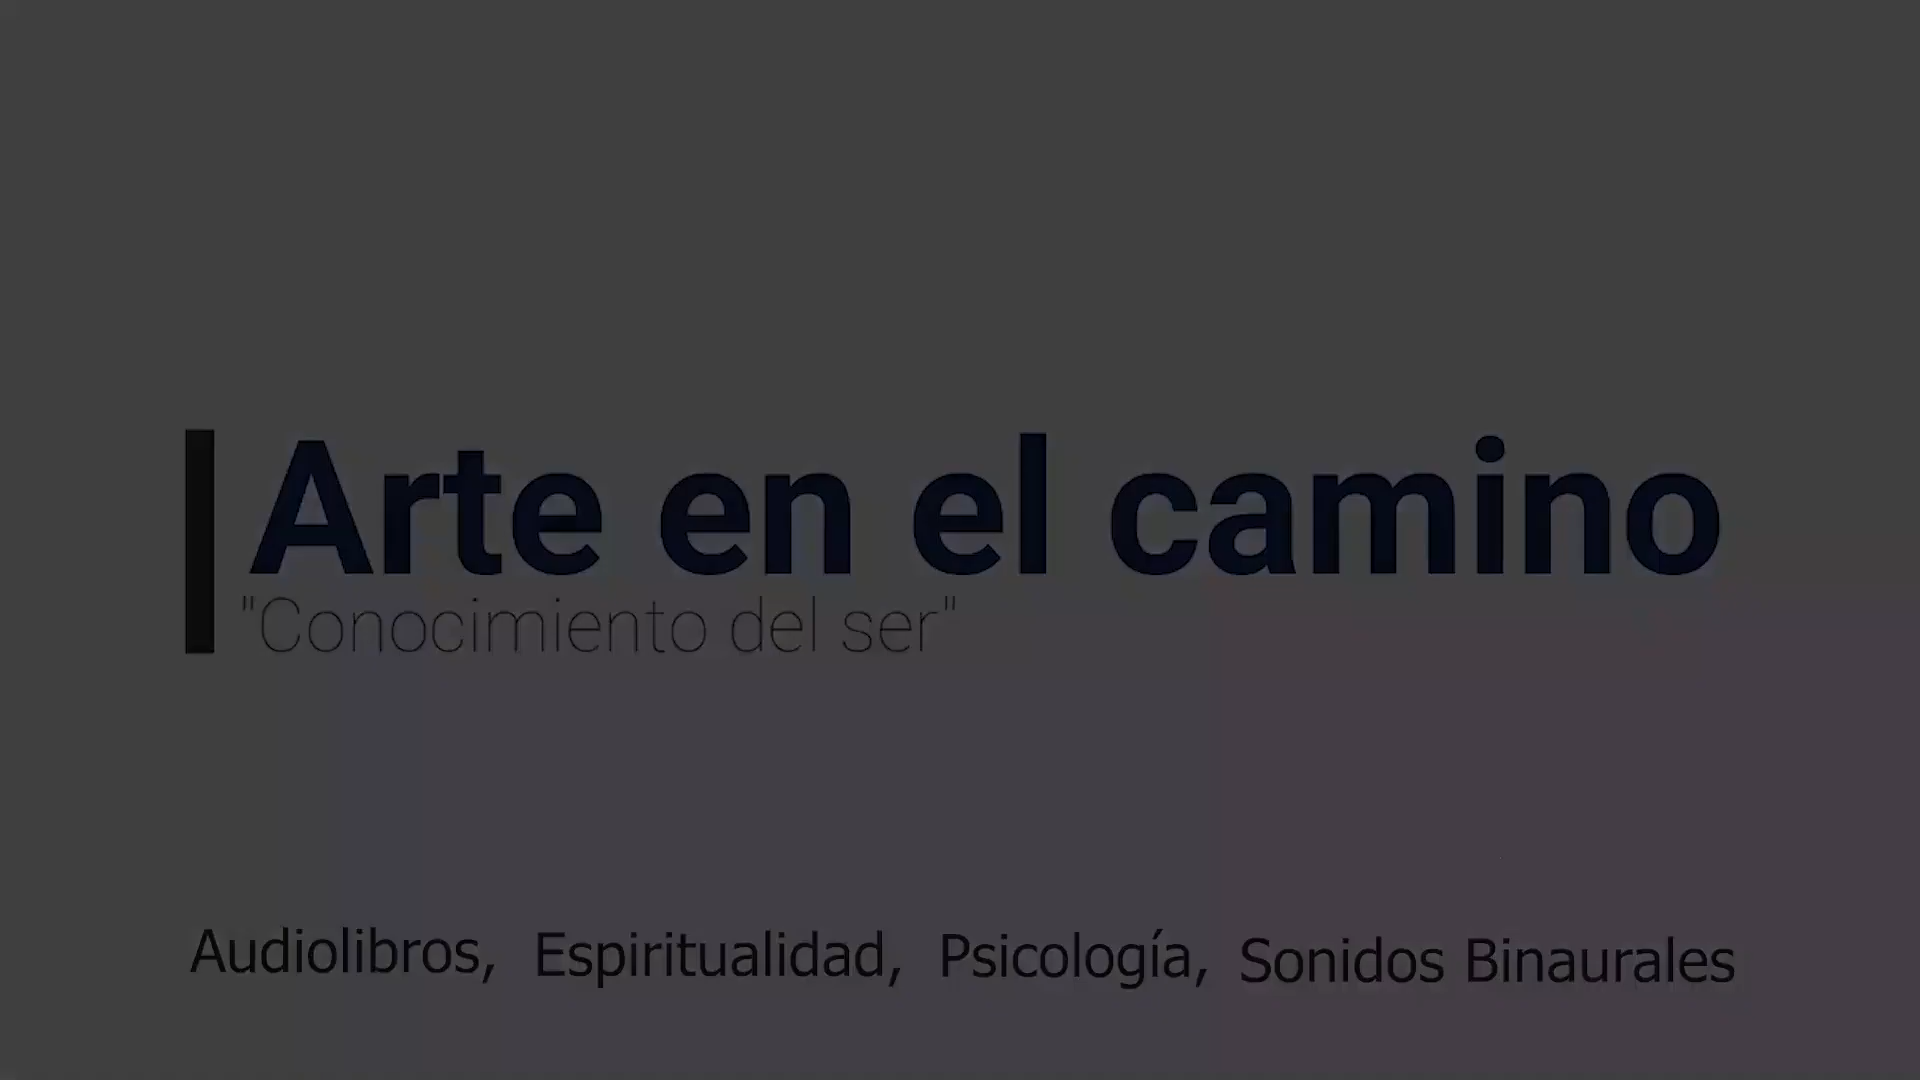 Arte en el camino
"Conocimiento del ser"
Audiolibros, Espiritualidad, Psicología, Sonidos Binaurales